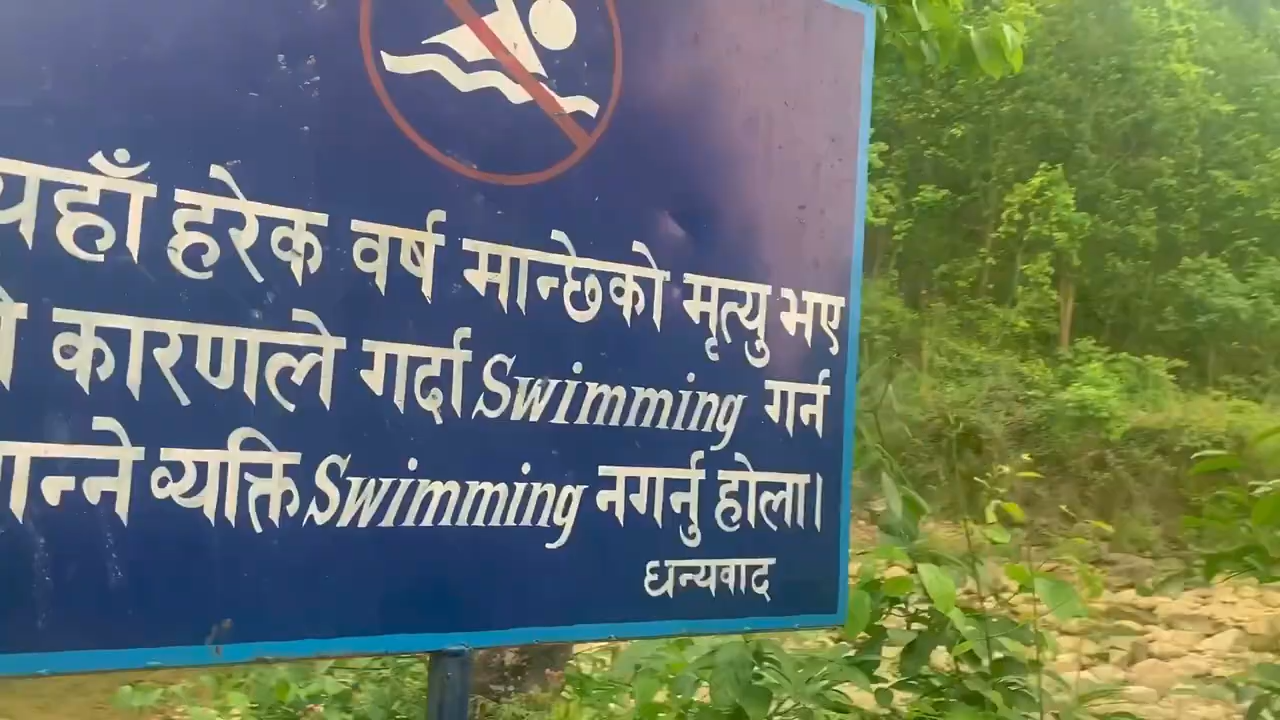 यहाँ हरेक वर्ष मान्छेको मृत्यु भए
कारणले गर्दा Swimming गर्न
व्यक्ति Swimming नगर्नु होला।
धन्यवाद